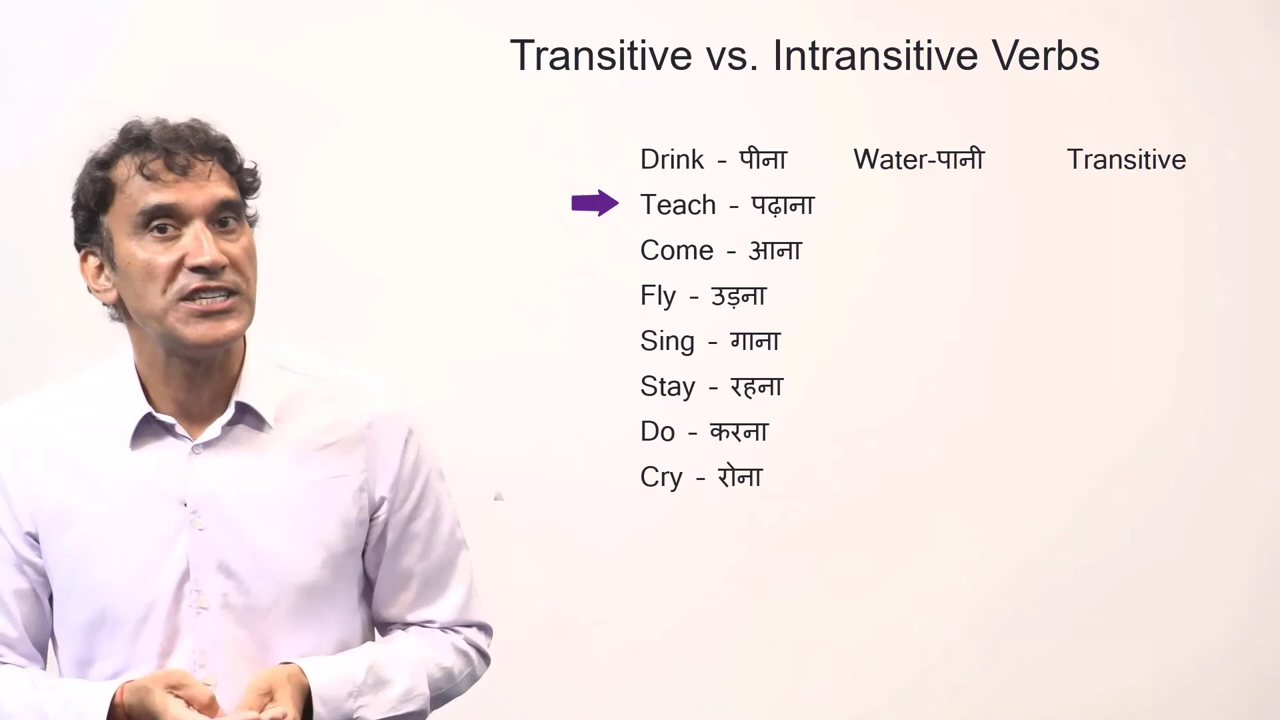 Transitive vs. Intransitive Verbs
Drink - पीना Water-पानी Transitive
Teach - पढ़ाना
Come - आना
Fly - उड़ना
Sing - गाना
Stay - रहना
Do - करना
Cry - रोना